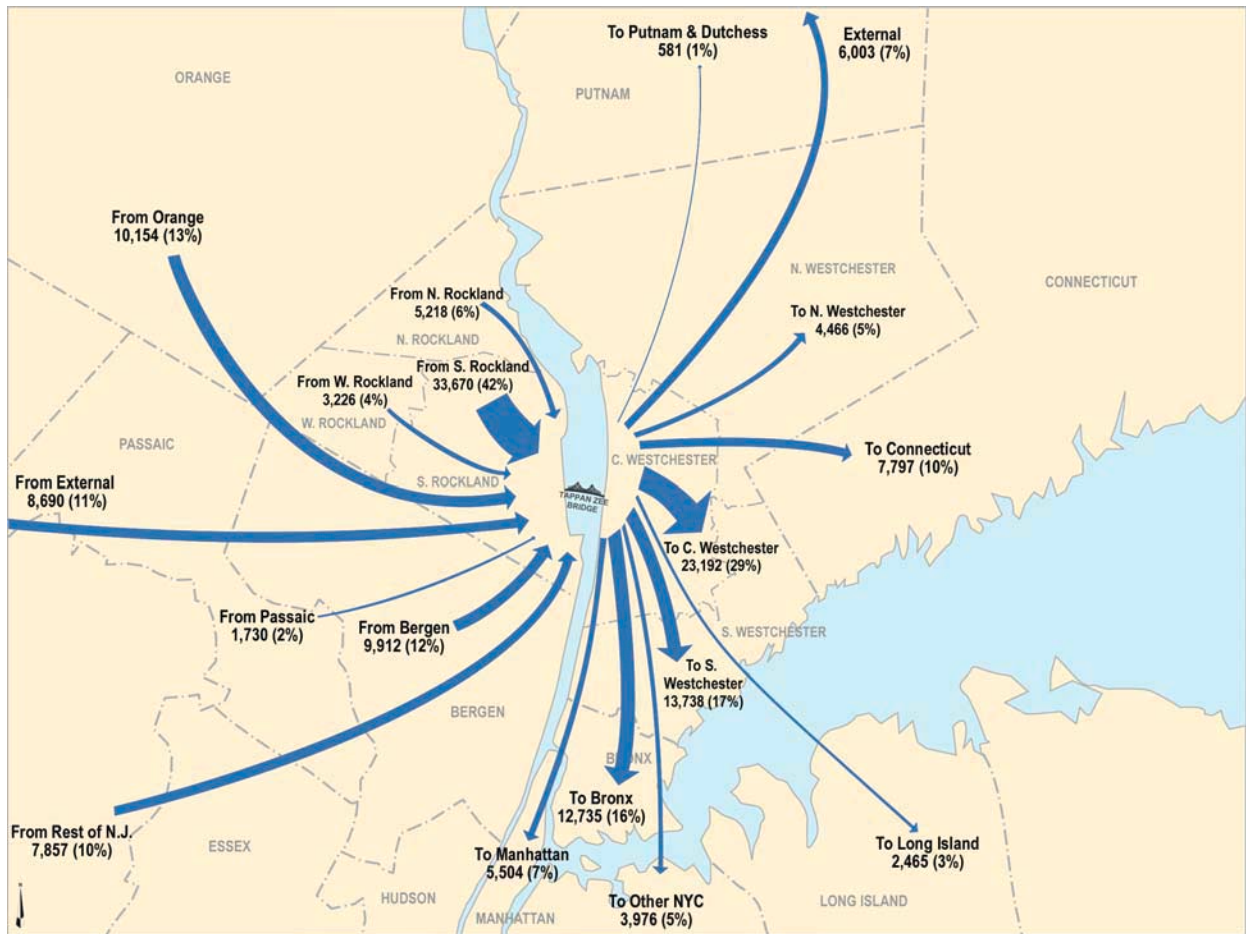 To Putnam & Dutchess
581 (1%)
External
6,003 (7%)
ORANGE
PUTNAM
From Orange
10,154 (13%)
N. WESTCHESTER
CONNECTICUT
From N. Rockland
5,218 (6%)
To N. Westchester
4,466 (5%)
N. ROCKLAND
From S. Rockland
33,670 (42%)
From W. Rockland
3,226 (4%)
W. ROCKLAND
PASSAIC
To Connecticut
7,797 (10%)
C. WESTCHESTER
From External
8,690 (11%)
S. ROCKLAND
TAPPAN ZEE
BRIDGE
To C. Westchester
23,192 (29%)
From Passaic
1,730 (2%)
From Bergen
9,912 (12%)
S. WESTCHESTER
To S.
Westchester
13,738 (17%)
BERGEN
BRONX
To Bronx
12,735 (16%)
From Rest of N.J.
7,857 (10%)
ESSEX
To Manhattan
5,504 (7%)
To Long Island
2,465 (3%)
HUDSON
MANHATTAN
To Other NYC
3,976 (5%)
LONG ISLAND